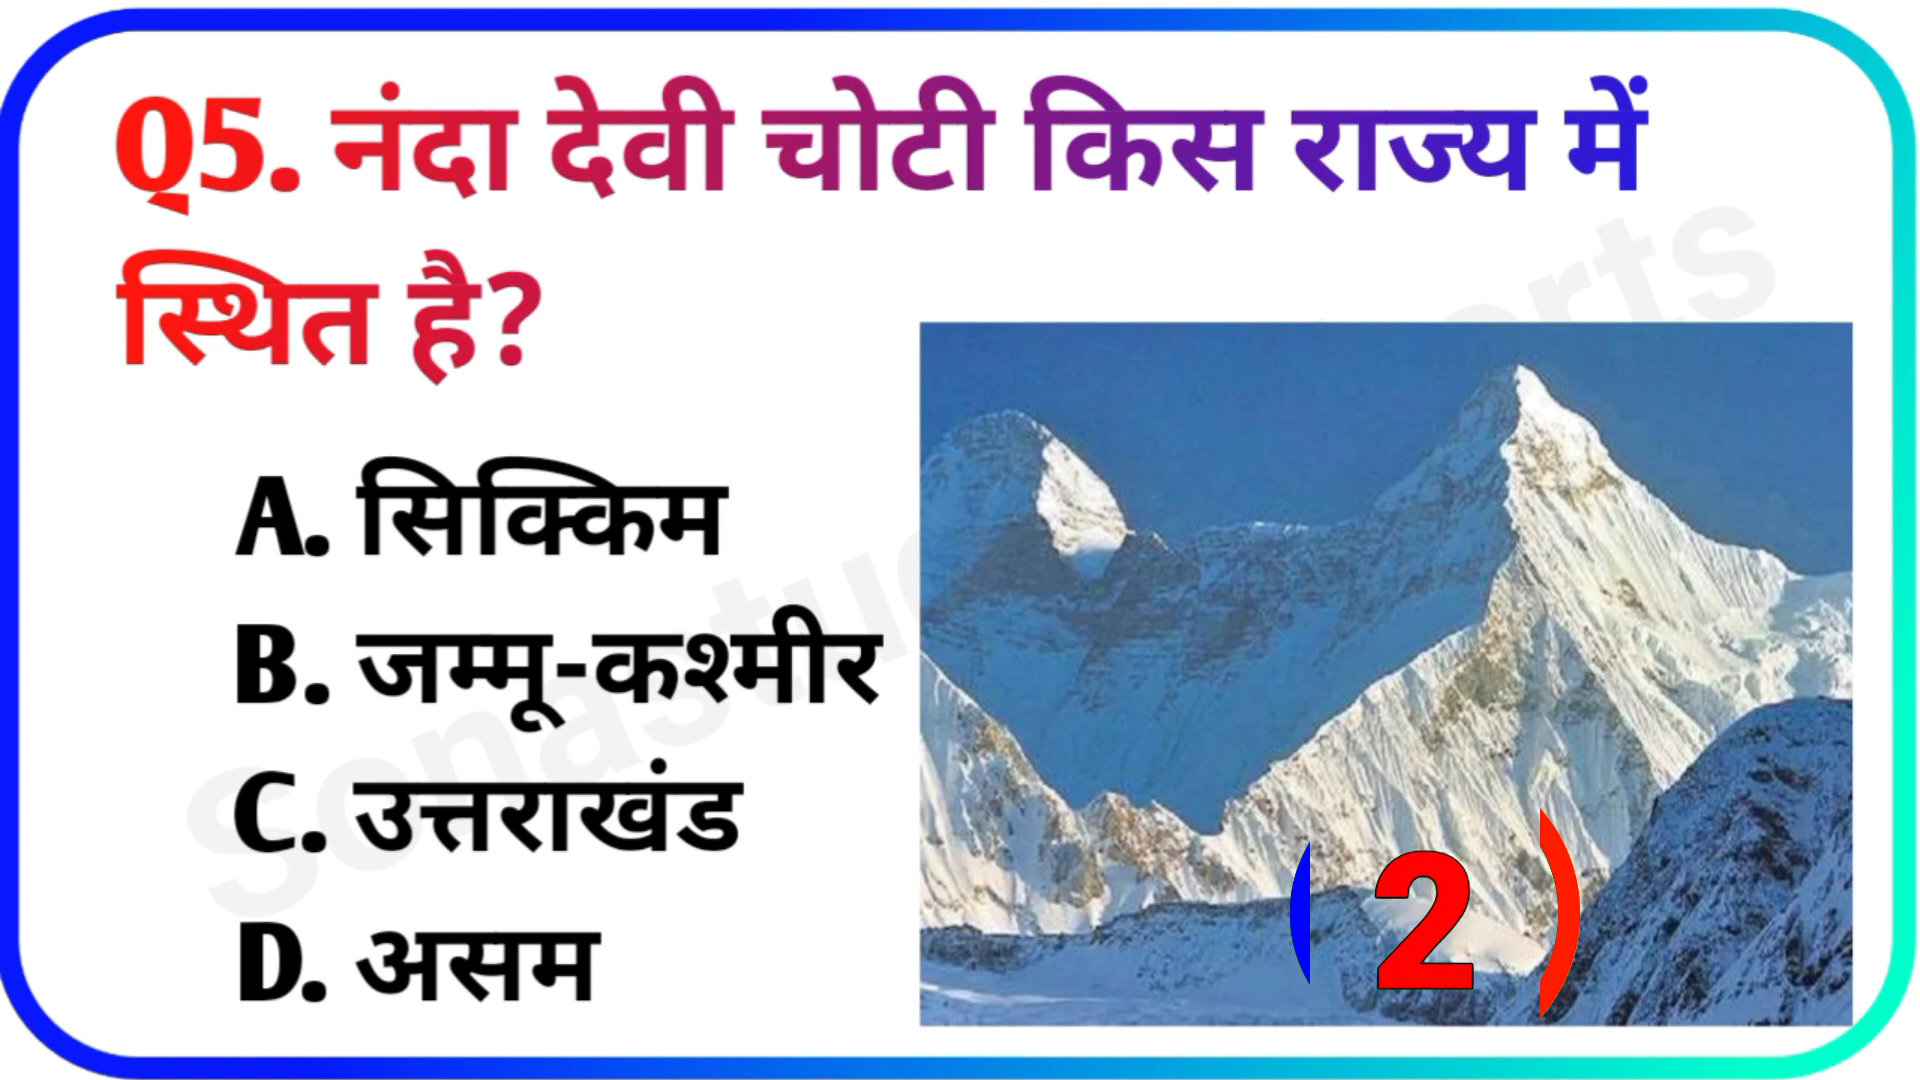 Q5. नंदा देवी चोटी किस राज्य में
स्थित है?
A. सिक्किम
B. जम्मू-कश्मीर
C. उत्तराखंड
D. असम
2